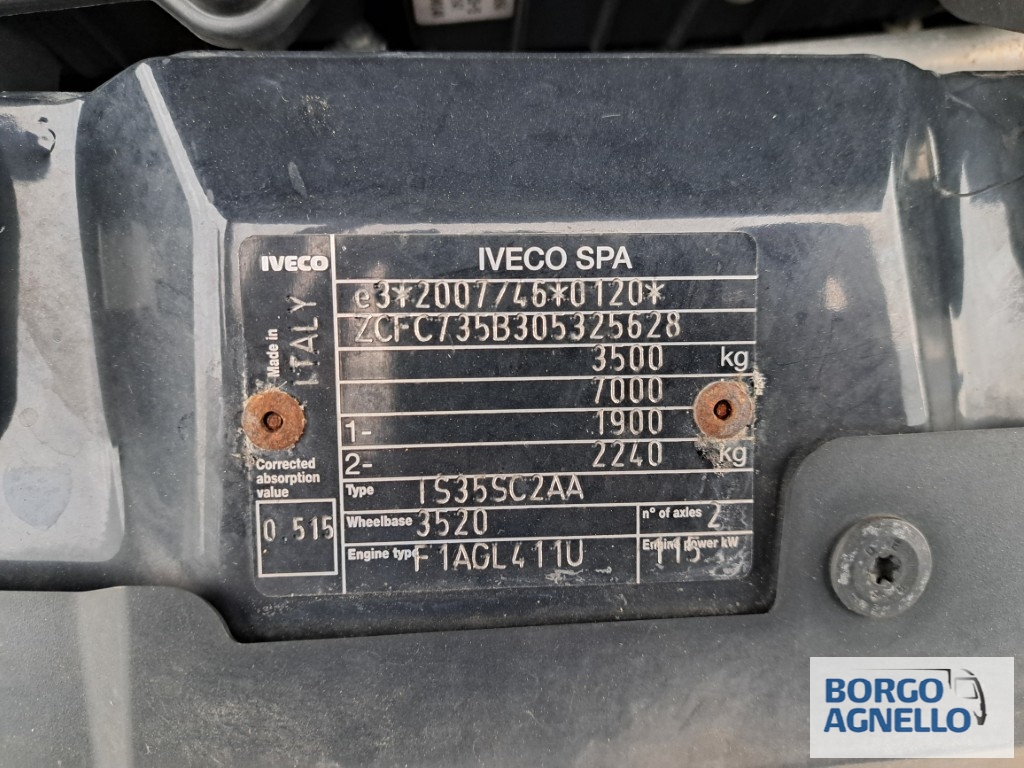 IVECO
IVECO SPA
Made in
ITALY
e3*2007/46*0120*
ZCFC735B305325628
3500 kg
7000
1- 1900
2- 2240 kg
Corrected
absorption
value
0.515
Type IS35SC2AA
Wheelbase 3520
n° of axles 2
Engine type F1AGL411U
Engine power kW 115
BORGO
AGNELLO